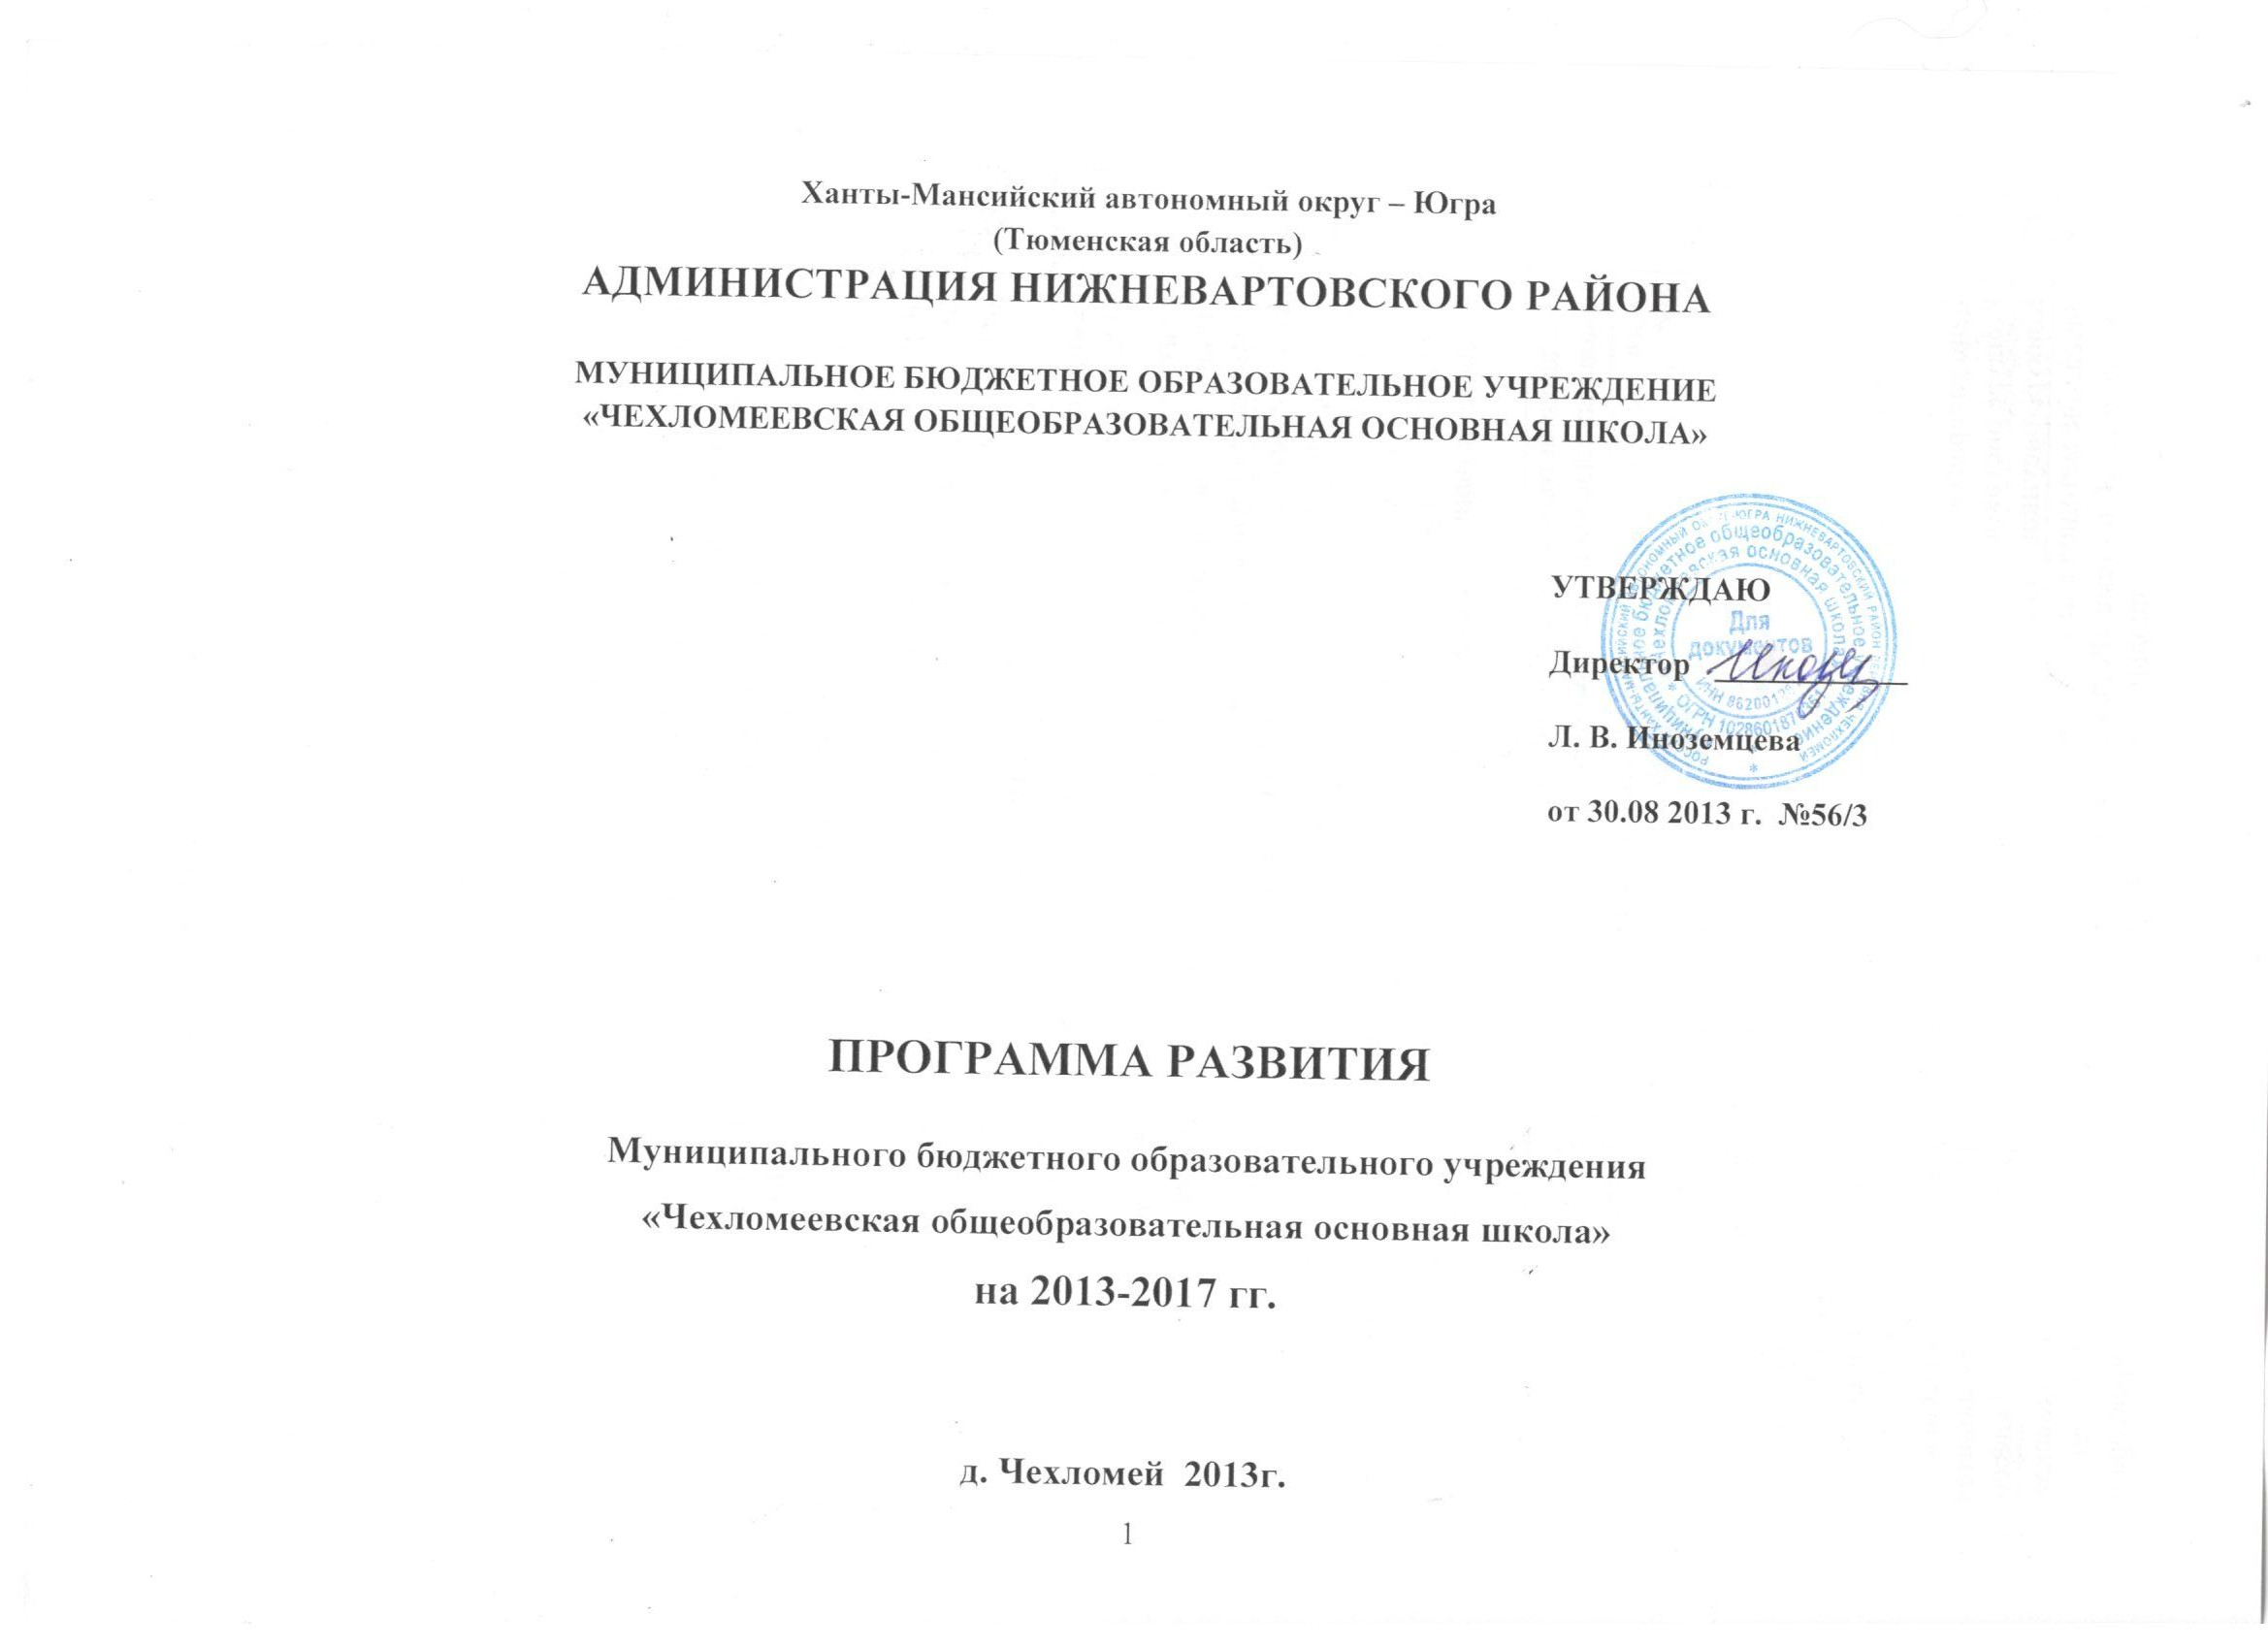 Ханты-Мансийский автономный округ – Югра
(Тюменская область)
АДМИНИСТРАЦИЯ НИЖНЕВАРТОВСКОГО РАЙОНА
МУНИЦИПАЛЬНОЕ БЮДЖЕТНОЕ ОБРАЗОВАТЕЛЬНОЕ УЧРЕЖДЕНИЕ
«ЧЕХЛОМЕЕВСКАЯ ОБЩЕОБРАЗОВАТЕЛЬНАЯ ОСНОВНАЯ ШКОЛА»
УТВЕРЖДАЮ
Для
документов
Директор
Л. В. Иноземцева
от 30.08 2013 г. №56/3
ПРОГРАММА РАЗВИТИЯ
Муниципального бюджетного образовательного учреждения
«Чехломеевская общеобразовательная основная школа»
на 2013-2017 гг.
д. Чехломей 2013г.
1